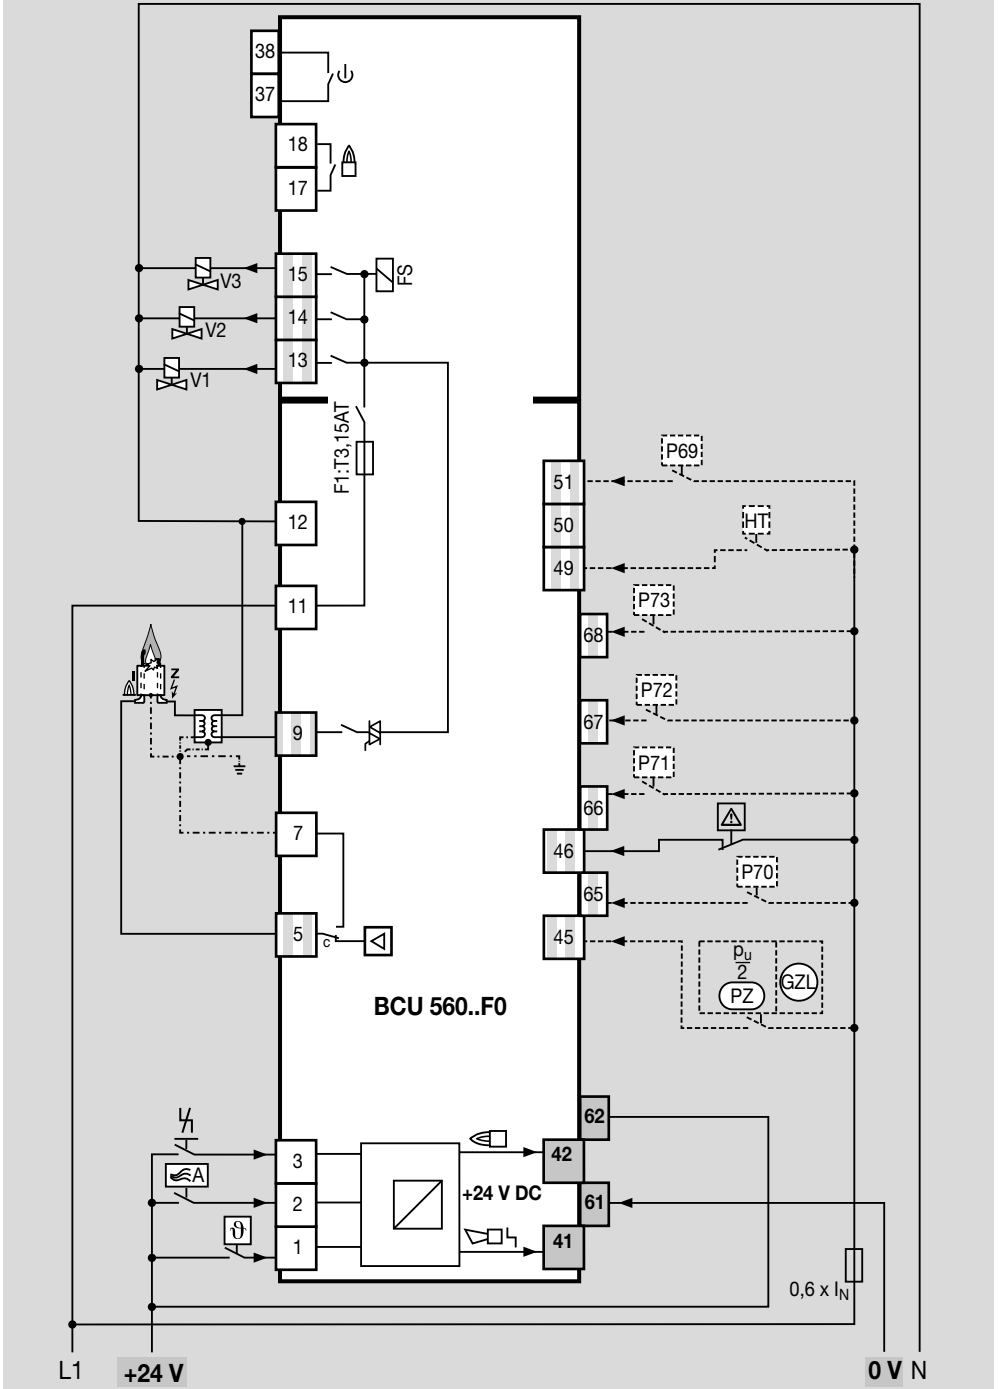 38
37
18
17
15
FS
V3
14
V2
13
V1
F1:T3,15AT
P69
51
HT
50
12
49
P73
11
68
P72
Z
67
9
P71
66
7
46
P70
65
5
c
45
pu
2
PZ
GZL
BCU 560..F0
62
3
42
A
+24 V DC
2
61
ϑ
1
41
0,6 x IN
L1
+24 V
0 V
N